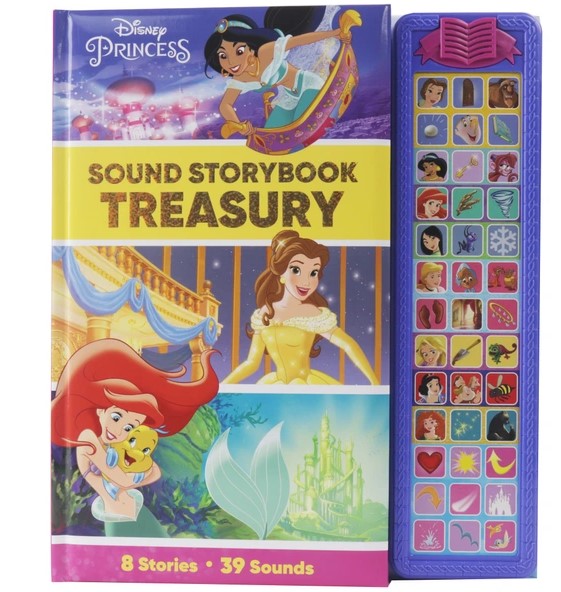 Disney
PRINCESS
SOUND STORYBOOK
TREASURY
8 Stories • 39 Sounds